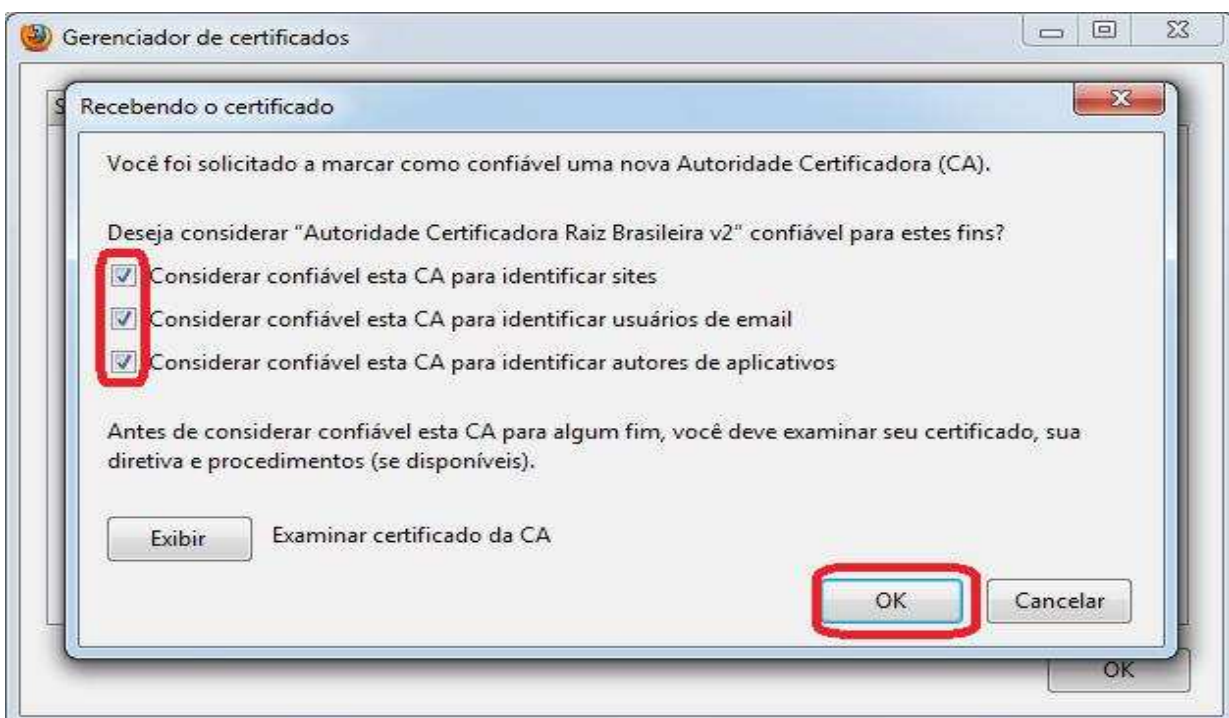 Gerenciador de certificados
S
Recebendo o certificado
Você foi solicitado a marcar como confiável uma nova Autoridade Certificadora (CA).
Deseja considerar “Autoridade Certificadora Raiz Brasileira v2” confiável para estes fins?
Considerar confiável esta CA para identificar sites
Considerar confiável esta CA para identificar usuários de email
Considerar confiável esta CA para identificar autores de aplicativos
Antes de considerar confiável esta CA para algum fim, você deve examinar seu certificado, sua
diretiva e procedimentos (se disponíveis).
Exibir Examinar certificado da CA
OK Cancelar
OK